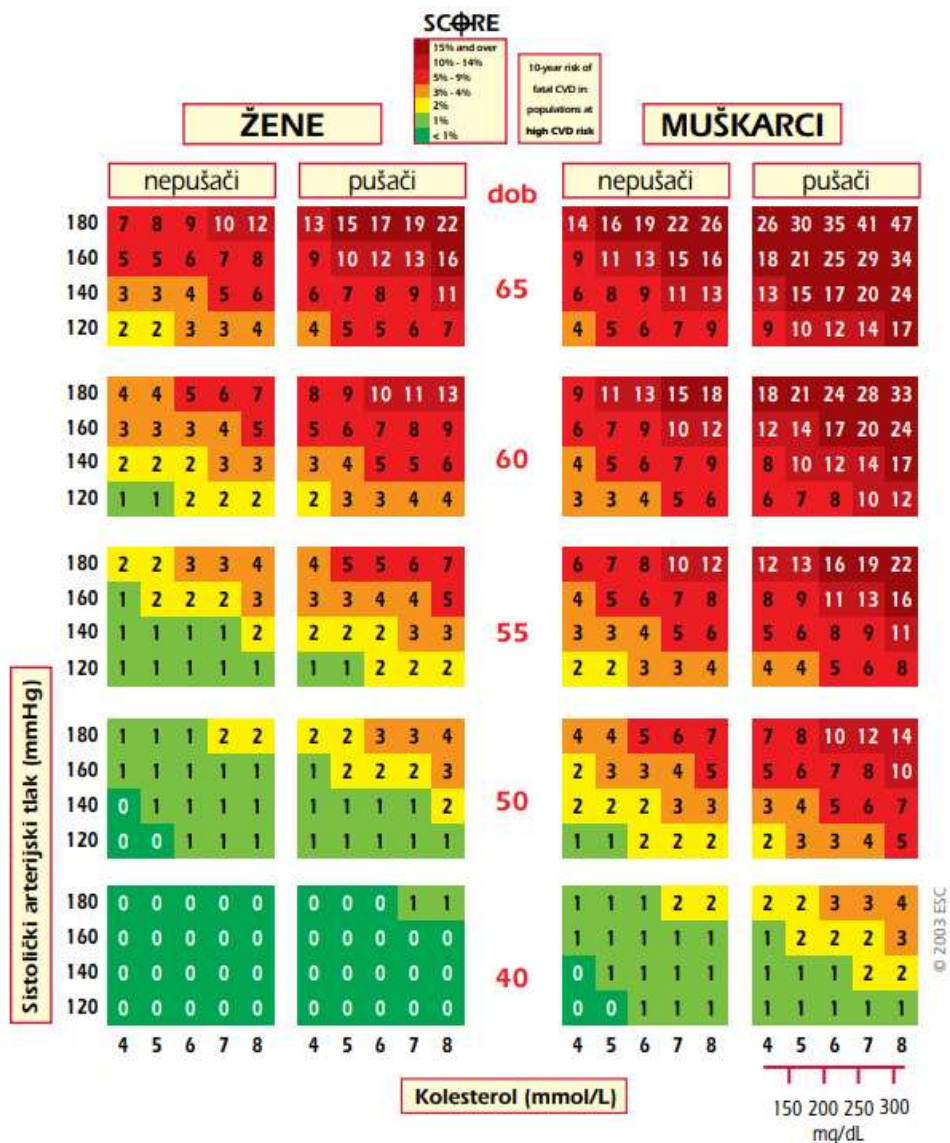 SCORE
15% and over
10% - 14%
5% - 9%
3% - 4%
2%
1%
< 1%
10-year risk of
fatal CVD in
populations at
high CVD risk
ŽENE
MUŠKARCI
nepušači pušači dob nepušači pušači
180 7 8 9 10 12 13 15 17 19 22 14 16 19 22 26 26 30 35 41 47
160 5 5 6 7 8 9 10 12 13 16 9 11 13 15 16 18 21 25 29 34
65
140 3 3 4 5 6 6 7 8 9 11 6 8 9 11 13 13 15 17 20 24
120 2 2 3 3 4 4 5 5 6 7 4 5 6 7 9 9 10 12 14 17
180 4 4 5 6 7 8 9 10 11 13 9 11 13 15 18 18 21 24 28 33
160 3 3 3 4 5 5 6 7 8 9 6 7 9 10 12 12 14 17 20 24
60
140 2 2 2 3 3 3 4 5 5 6 4 5 6 7 9 8 10 12 14 17
120 1 1 2 2 2 2 3 3 4 4 3 3 4 5 6 6 7 8 10 12
180 2 2 3 3 4 4 5 5 6 7 6 7 8 10 12 12 13 16 19 22
160 1 2 2 2 3 3 3 4 4 5 4 5 6 7 8 8 9 11 13 16
55
140 1 1 1 1 2 2 2 2 3 3 3 3 4 5 6 5 6 8 9 11
120 1 1 1 1 1 1 1 2 2 2 2 2 3 3 4 4 4 5 6 8
180 1 1 1 2 2 2 2 3 3 4 4 4 5 6 7 7 8 10 12 14
160 1 1 1 1 1 1 2 2 2 3 2 3 3 4 5 5 6 7 8 10
50
140 0 1 1 1 1 1 1 1 1 2 2 2 2 3 3 3 4 5 6 7
120 0 0 1 1 1 1 1 1 1 1 1 1 2 2 2 2 3 3 4 5
180 0 0 0 0 0 0 0 0 1 1 1 1 1 2 2 2 2 3 3 4
160 0 0 0 0 0 0 0 0 0 0 1 1 1 1 1 1 2 2 2 3
40
140 0 0 0 0 0 0 0 0 0 0 0 1 1 1 1 1 1 1 2 2
120 0 0 0 0 0 0 0 0 0 0 0 0 1 1 1 1 1 1 1 1
4 5 6 7 8 4 5 6 7 8 4 5 6 7 8 4 5 6 7 8
Sistolički arterijski tlak (mmHg)
Kolesterol (mmol/L)
150 200 250 300
mg/dL
© 2003 ESC